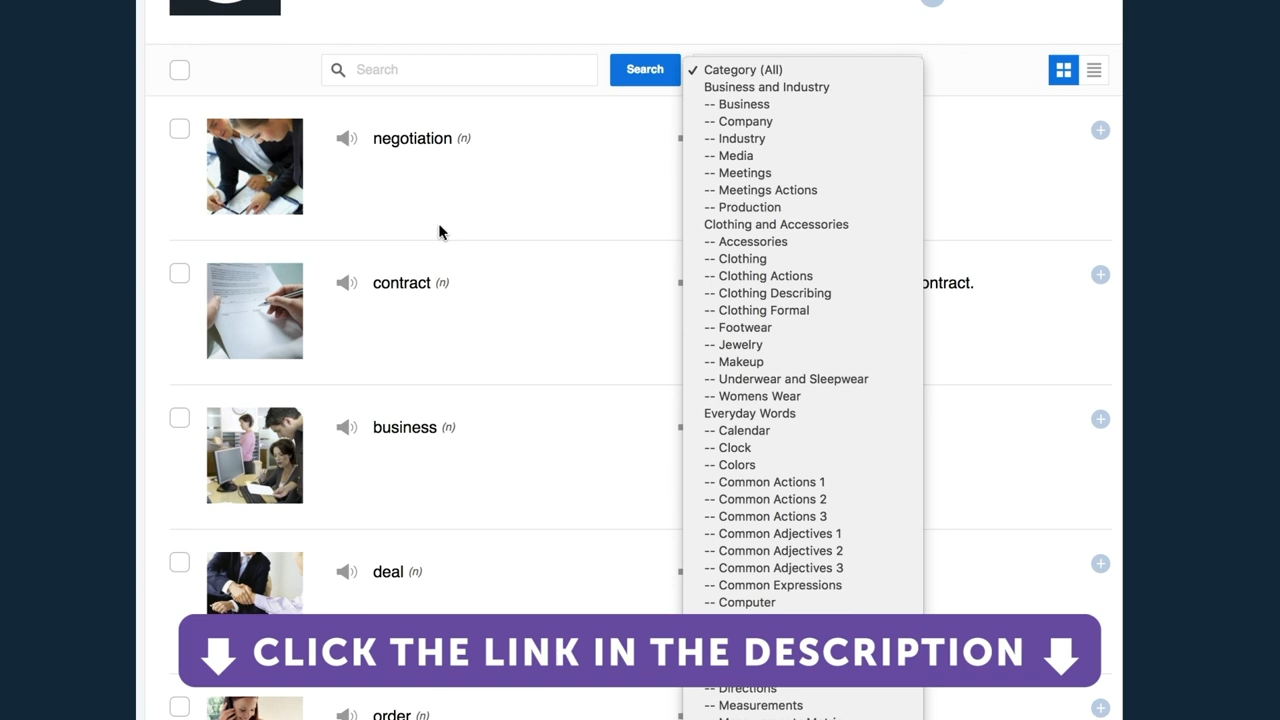 Search
Search
✓ Category (All)
Business and Industry
-- Business
-- Company
-- Industry
-- Media
-- Meetings
-- Meetings Actions
-- Production
Clothing and Accessories
-- Accessories
-- Clothing
-- Clothing Actions
-- Clothing Describing
-- Clothing Formal
-- Footwear
-- Jewelry
-- Makeup
-- Underwear and Sleepwear
-- Womens Wear
Everyday Words
-- Calendar
-- Clock
-- Colors
-- Common Actions 1
-- Common Actions 2
-- Common Actions 3
-- Common Adjectives 1
-- Common Adjectives 2
-- Common Adjectives 3
-- Common Expressions
-- Computer
-- Directions
-- Measurements
negotiation (n)
contract (n)
ontract.
business (n)
deal (n)
order (n)
CLICK THE LINK IN THE DESCRIPTION